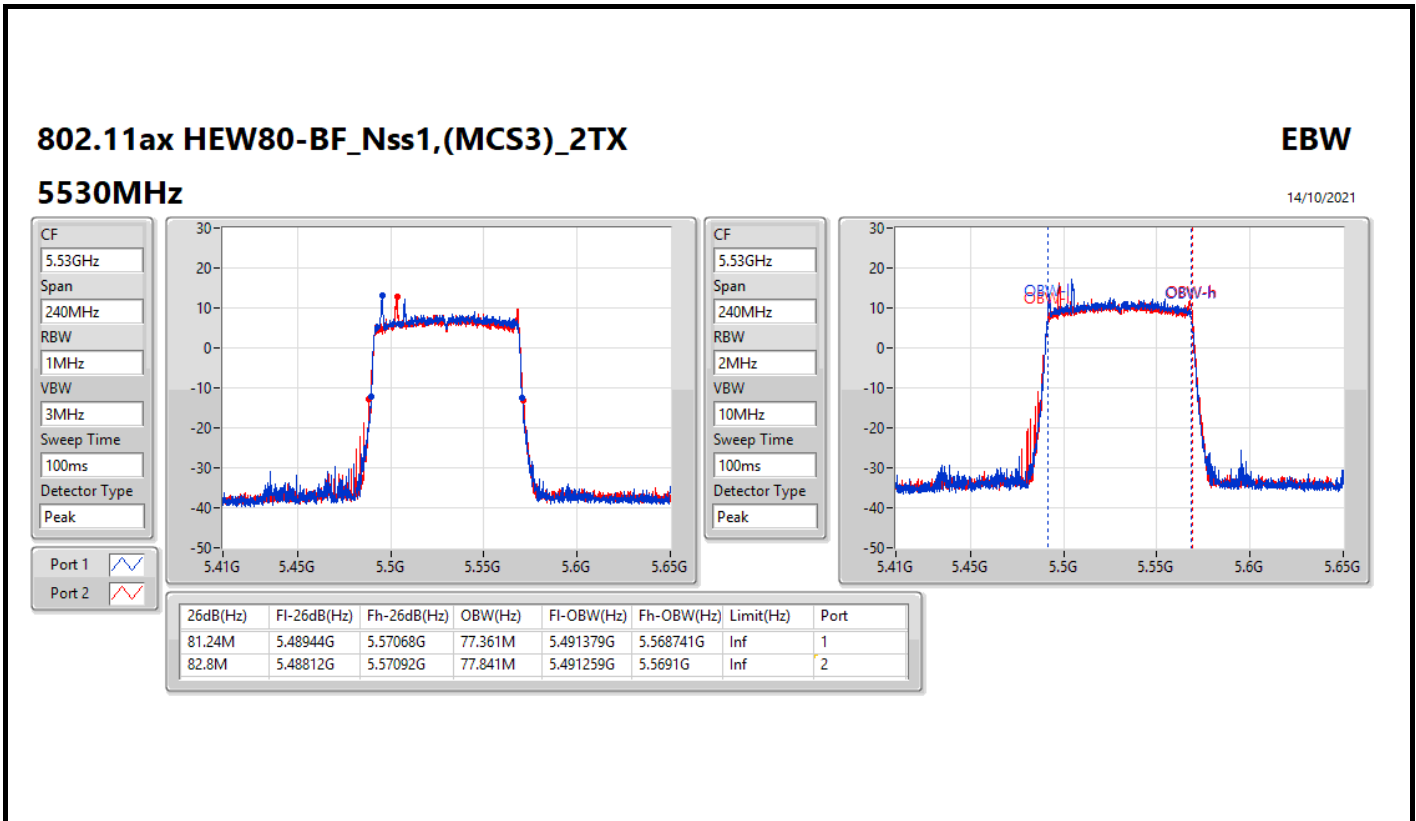 802.11ax HEW80-BF_Nss1,(MCS3)_2TX
EBW
5530MHz
14/10/2021
CF
5.53GHz
Span
240MHz
RBW
1MHz
VBW
3MHz
Sweep Time
100ms
Detector Type
Peak
Port 1
Port 2
30
20
10
0
-10
-20
-30
-40
-50
5.41G 5.45G 5.5G 5.55G 5.6G 5.65G
CF
5.53GHz
Span
240MHz
RBW
2MHz
VBW
10MHz
Sweep Time
100ms
Detector Type
Peak
30
20
10
0
-10
-20
-30
-40
-50
OBW-l
OBW-l
OBW-h
5.41G 5.45G 5.5G 5.55G 5.6G 5.65G
26dB(Hz) Fl-26dB(Hz) Fh-26dB(Hz) OBW(Hz) Fl-OBW(Hz) Fh-OBW(Hz) Limit(Hz) Port
81.24M 5.48944G 5.57068G 77.361M 5.491379G 5.568741G Inf 1
82.8M 5.48812G 5.57092G 77.841M 5.491259G 5.5691G Inf 2